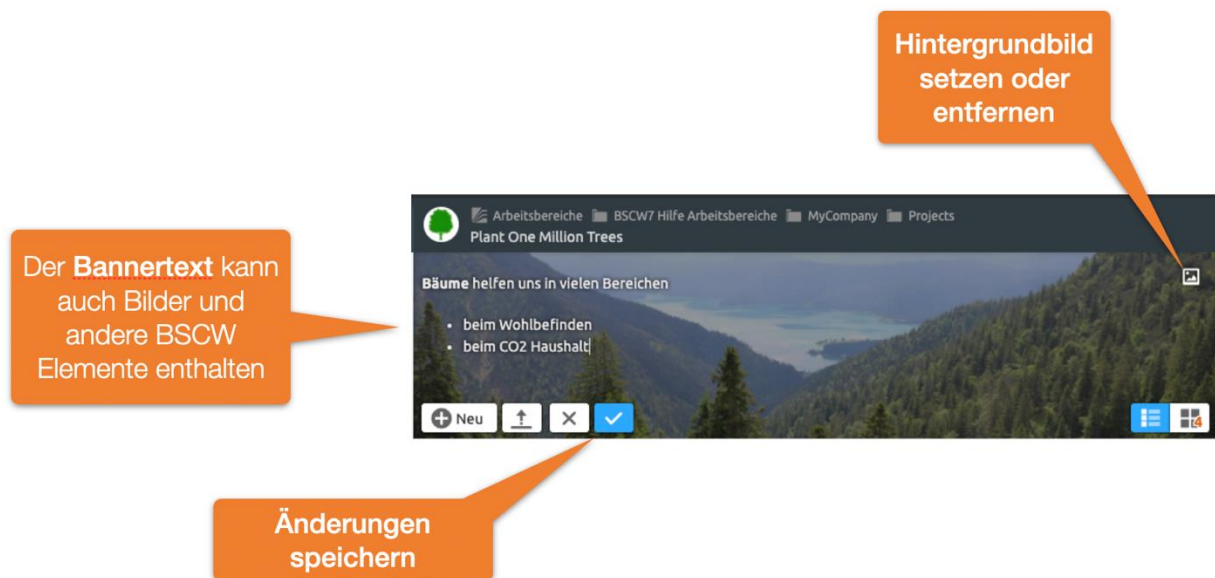 Hintergrundbild
setzen oder
entfernen
Arbeitsbereiche BSCW7 Hilfe Arbeitsbereiche MyCompany Projects
Plant One Million Trees
Der Bannertext kann
auch Bilder und
andere BSCW
Elemente enthalten
Bäume helfen uns in vielen Bereichen
• beim Wohlbefinden
• beim CO2 Haushalt
Neu
4
Änderungen
speichern